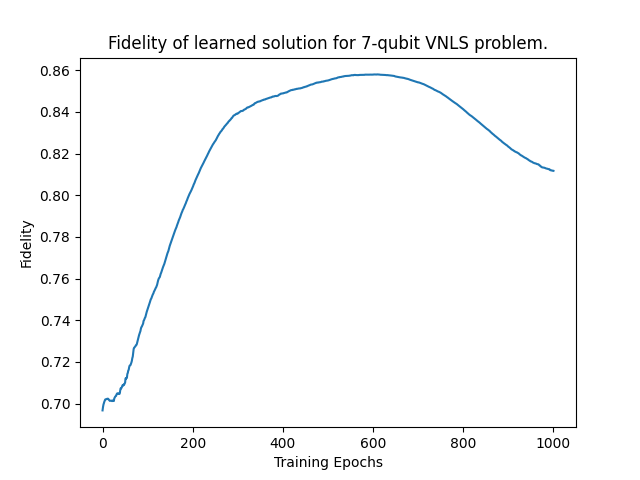 Fidelity of learned solution for 7-qubit VNLS problem.
0.86
0.84
0.82
0.80
0.78
0.76
0.74
0.72
0.70
Fidelity
0 200 400 600 800 1000
Training Epochs